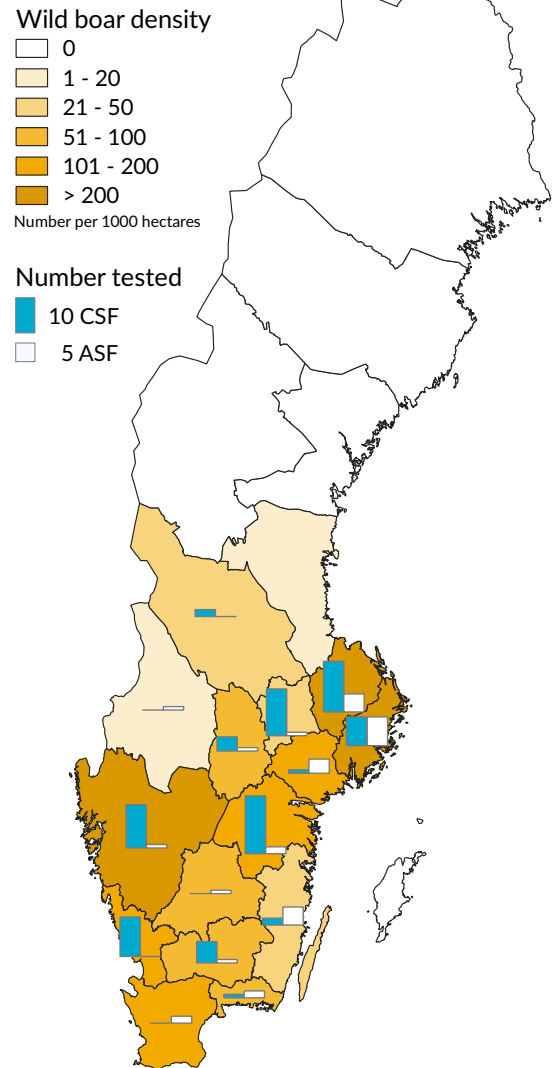 Wild boar density
0
1 - 20
21 - 50
51 - 100
101 - 200
> 200
Number per 1000 hectares
Number tested
10 CSF
5 ASF